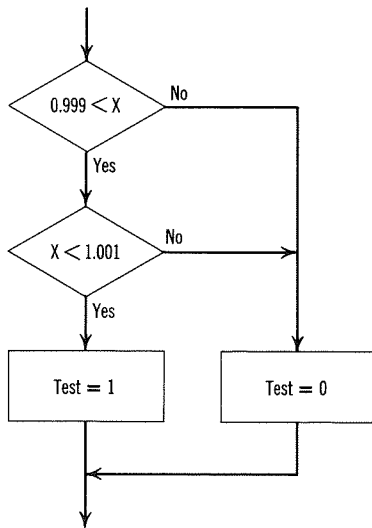 0.999 < X
No
Yes
X < 1.001
No
Yes
Test = 1
Test = 0